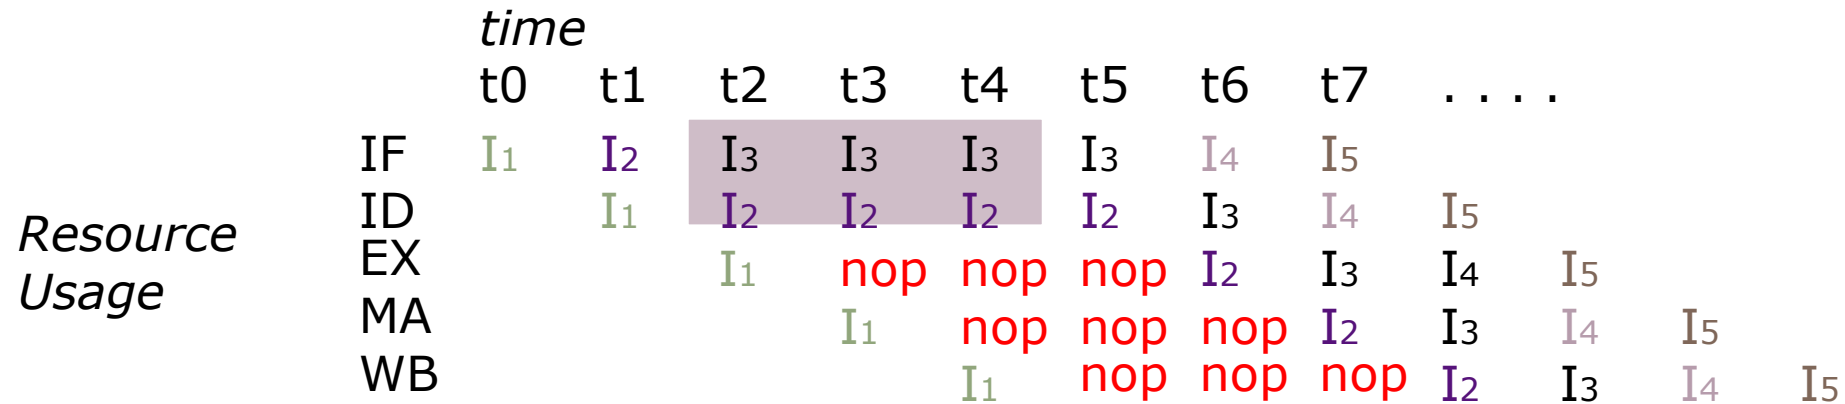 time
t0 t1 t2 t3 t4 t5 t6 t7 . . . .
IF I1 I2 I3 I3 I3 I3 I4 I5
ID I1 I2 I2 I2 I2 I3 I4 I5
Resource Usage
EX I1 nop nop nop I2 I3 I4 I5
MA I1 nop nop nop I2 I3 I4 I5
WB I1 nop nop nop I2 I3 I4 I5